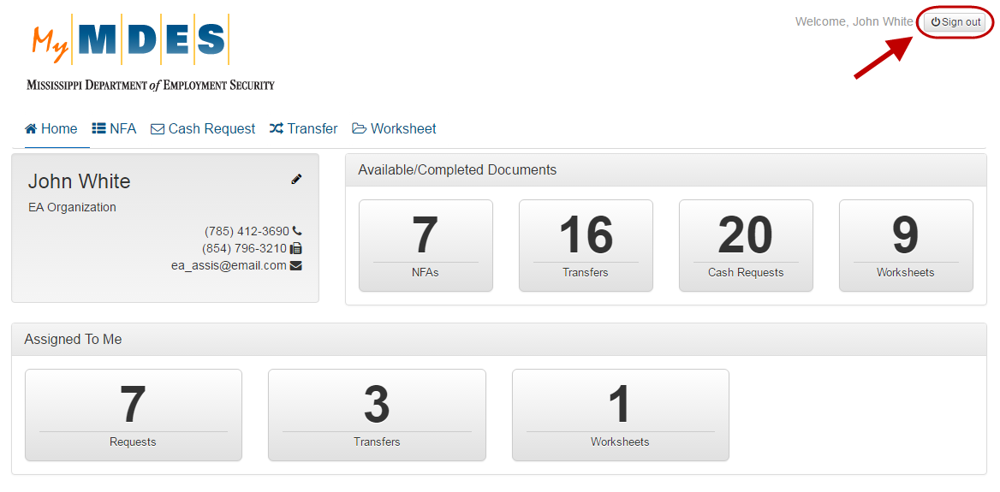 My MDES
MISSISSIPPI DEPARTMENT of EMPLOYMENT SECURITY
Welcome, John White
Sign out
Home
NFA
Cash Request
Transfer
Worksheet
John White
EA Organization
(785) 412-3690
(854) 796-3210
ea_assis@email.com
Available/Completed Documents
7
NFAs
16
Transfers
20
Cash Requests
9
Worksheets
Assigned To Me
7
Requests
3
Transfers
1
Worksheets